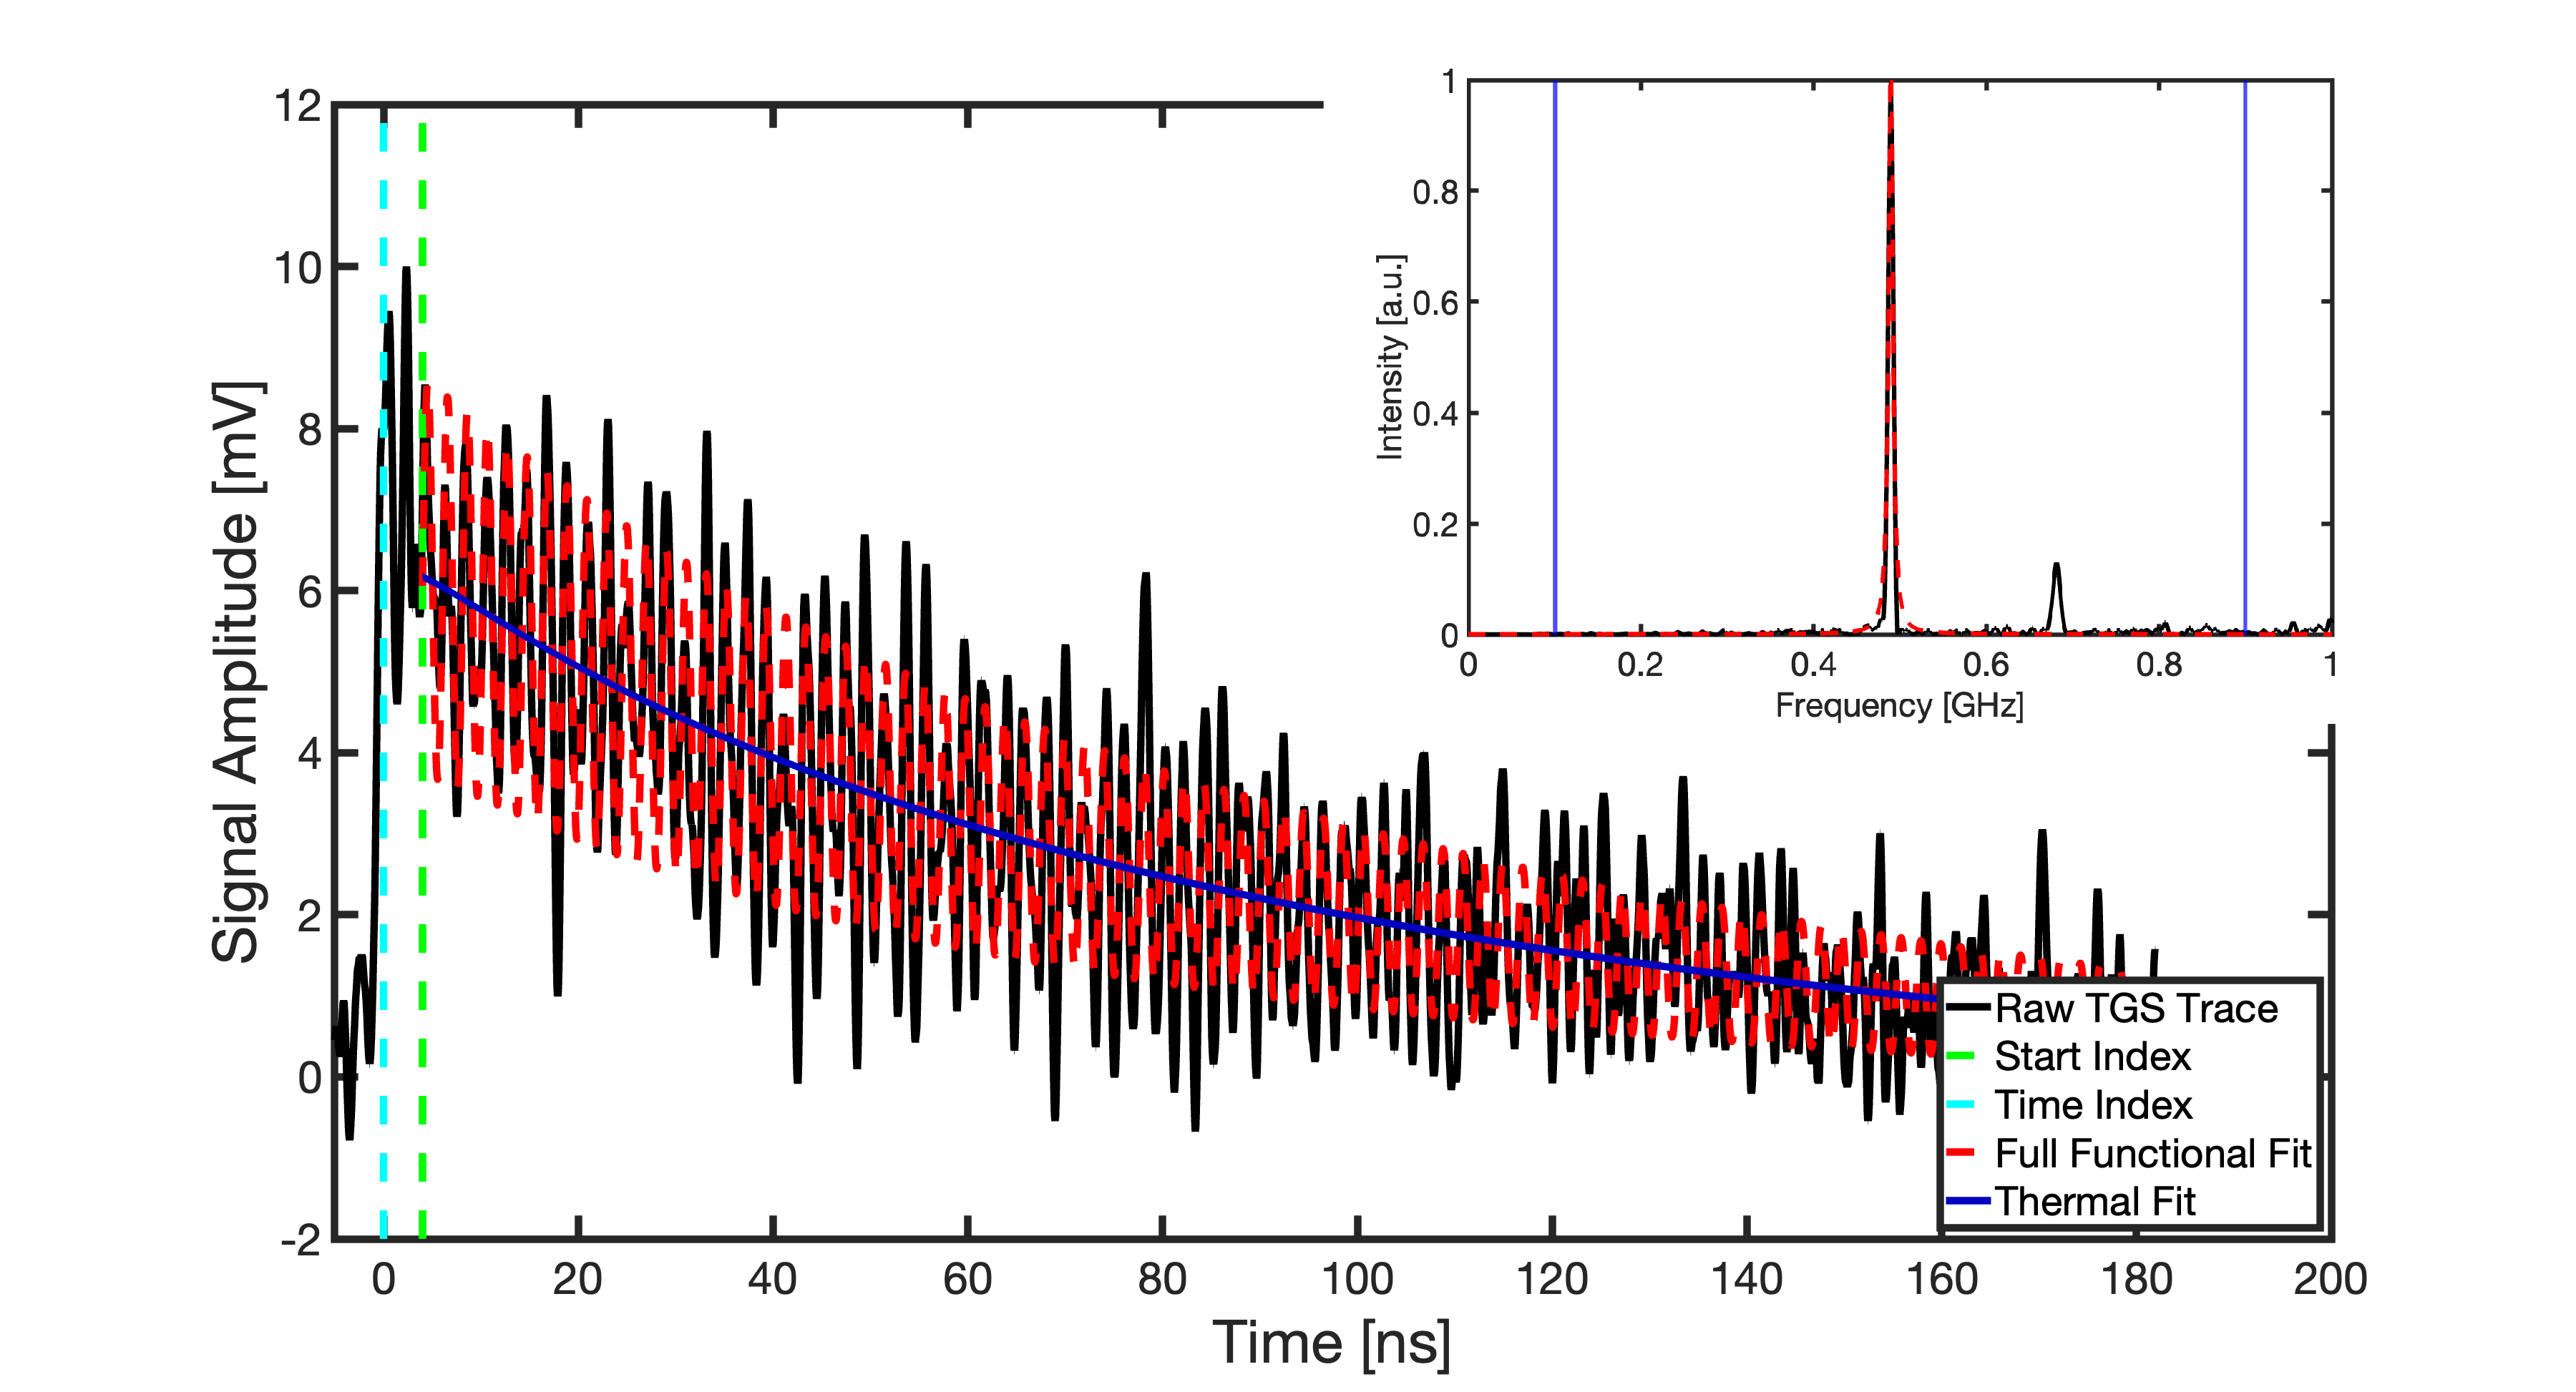 12
10
8
6
4
2
0
-2
Signal Amplitude [mV]
0 20 40 60 80 100 120 140 160 180 200
Time [ns]
1
0.8
0.6
0.4
0.2
0
Intensity [a.u.]
0 0.2 0.4 0.6 0.8 1
Frequency [GHz]
Raw TGS Trace
Start Index
Time Index
Full Functional Fit
Thermal Fit